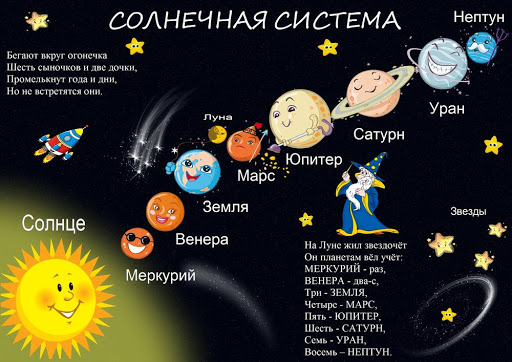 СОЛНЕЧНАЯ СИСТЕМА
Нептун
Бегают вкруг огонечка
Шесть сыночков и две дочки,
Промелькнут года и дни,
Но не встретятся они.
Уран
Луна
Сатурн
Юпитер
Марс
Земля
Звезды
Солнце
Венера
Меркурий
На Луне жил звездочёт
Он планетам вёл учёт:
МЕРКУРИЙ - раз,
ВЕНЕРА - два-с,
Три - ЗЕМЛЯ,
Четыре - МАРС,
Пять - ЮПИТЕР,
Шесть - САТУРН,
Семь - УРАН,
Восемь – НЕПТУН.